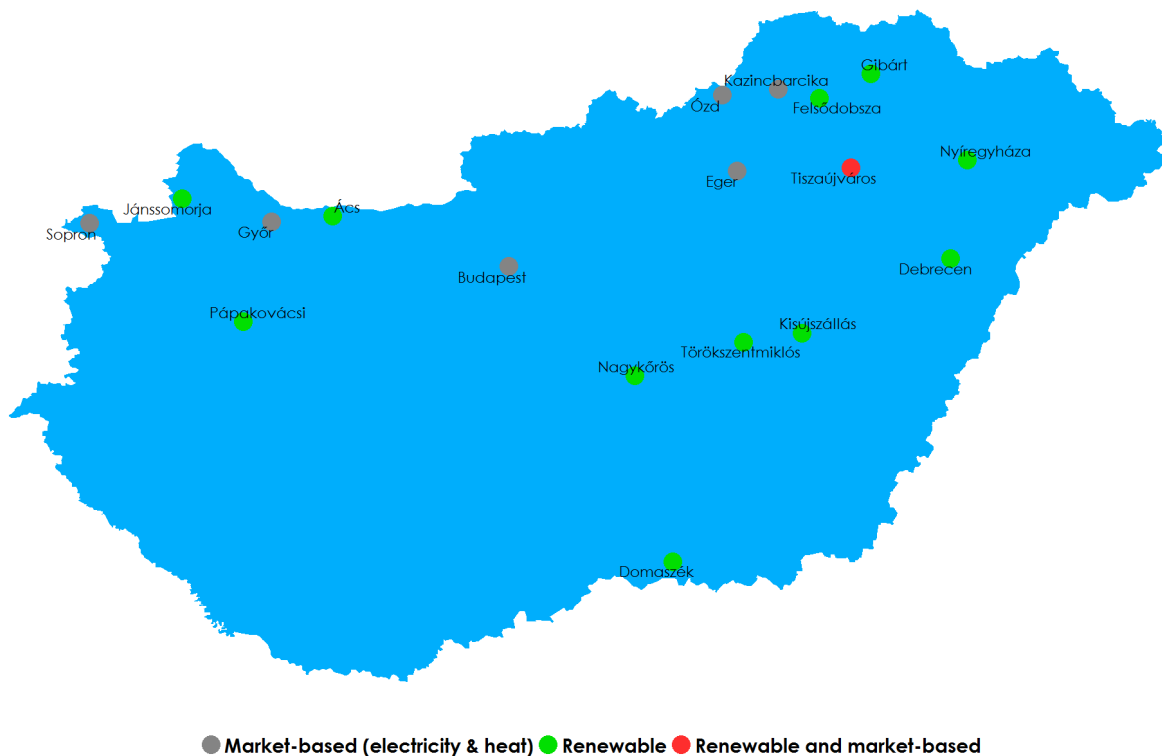 Gibárt
Kazincbarcika
Ózd
Felsődobsza
Nyíregyháza
Eger
Tiszaújváros
Jánssomorja
Ács
Sopron
Győr
Debrecen
Budapest
Pápakovácsi
Kisújszállás
Törökszentmiklós
Nagykőrös
Domaszék
Market-based (electricity & heat) Renewable Renewable and market-based